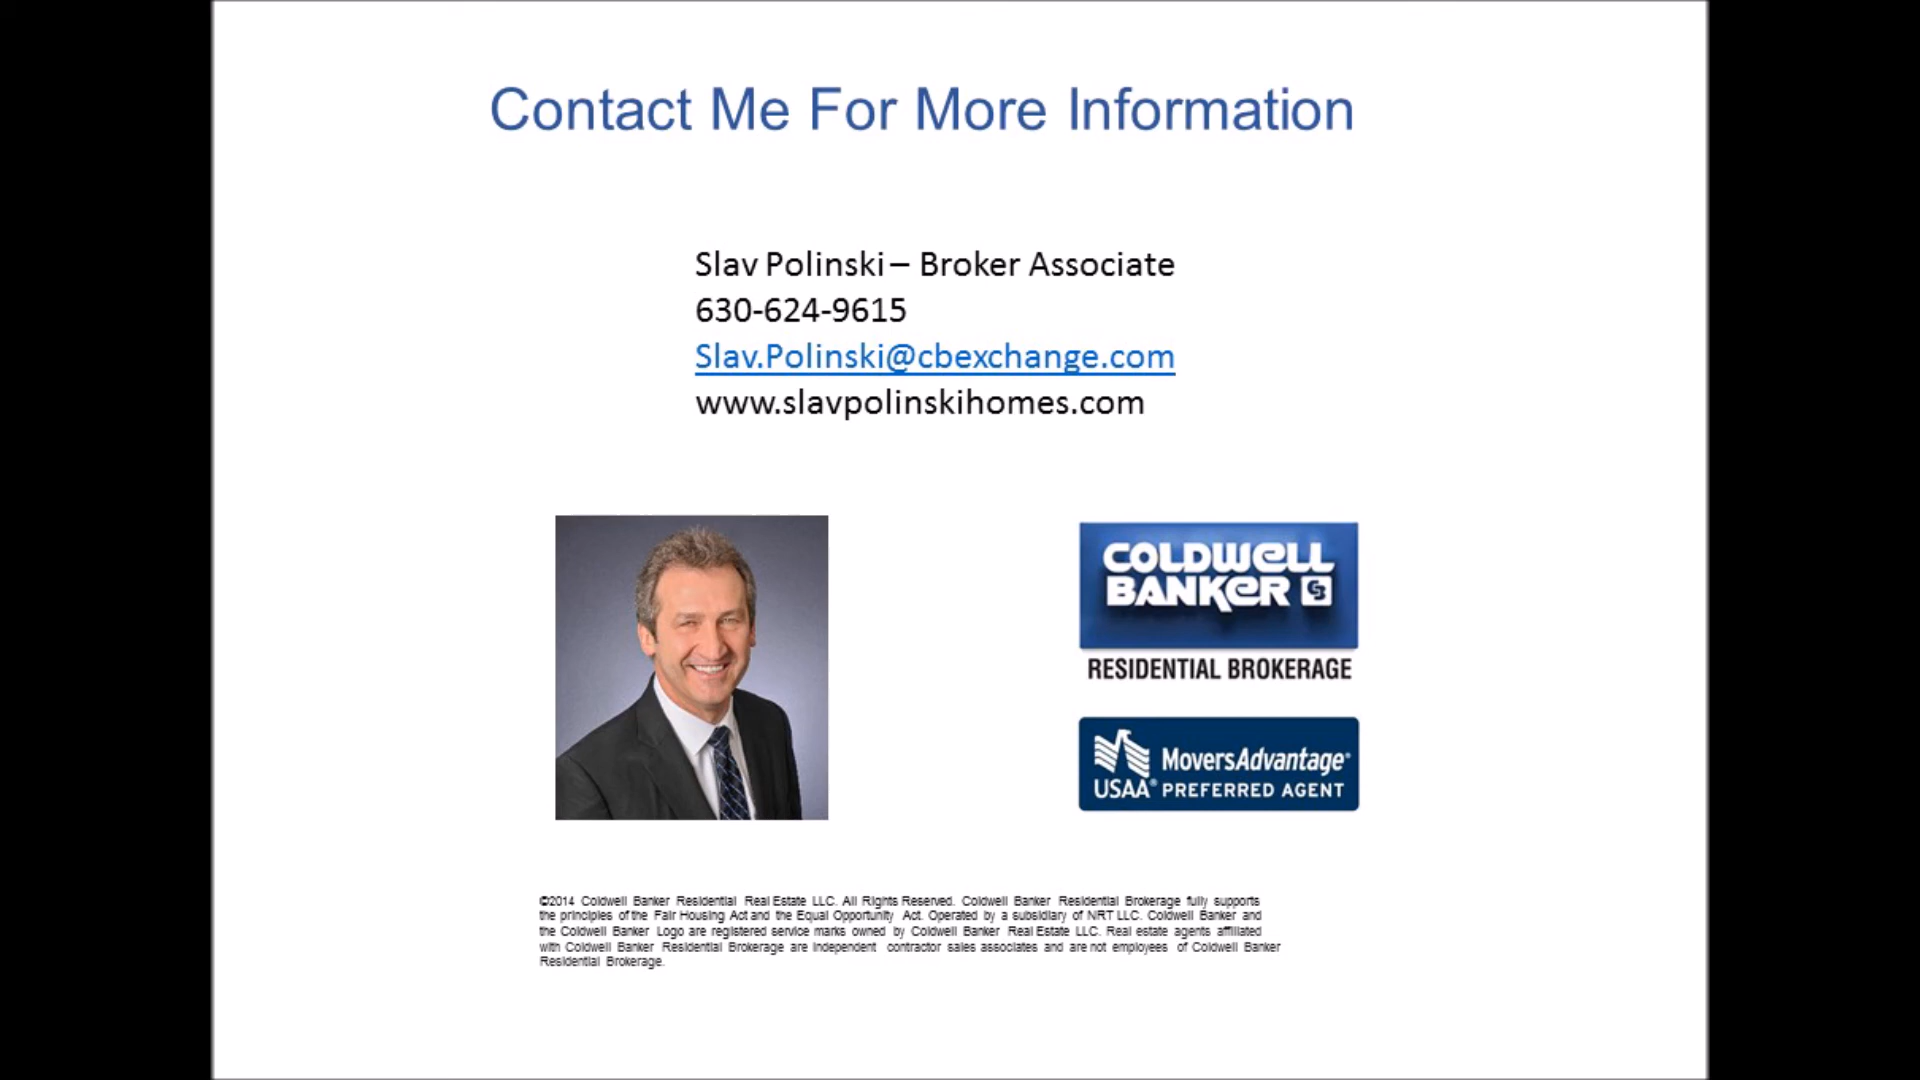 Contact Me For More Information
Slav Polinski – Broker Associate
630-624-9615
Slav.Polinski@cbexchange.com
www.slavpolinskihomes.com
COLDWELL
BANKER CB
RESIDENTIAL BROKERAGE
MoversAdvantage®
USAA® PREFERRED AGENT
©2014 Coldwell Banker Residential Real Estate LLC. All Rights Reserved. Coldwell Banker Residential Brokerage fully supports
the principles of the Fair Housing Act and the Equal Opportunity Act. Operated by a subsidiary of NRT LLC. Coldwell Banker and
the Coldwell Banker Logo are registered service marks owned by Coldwell Banker Real Estate LLC. Real estate agents affiliated
with Coldwell Banker Residential Brokerage are independent contractor sales associates and are not employees of Coldwell Banker
Residential Brokerage.